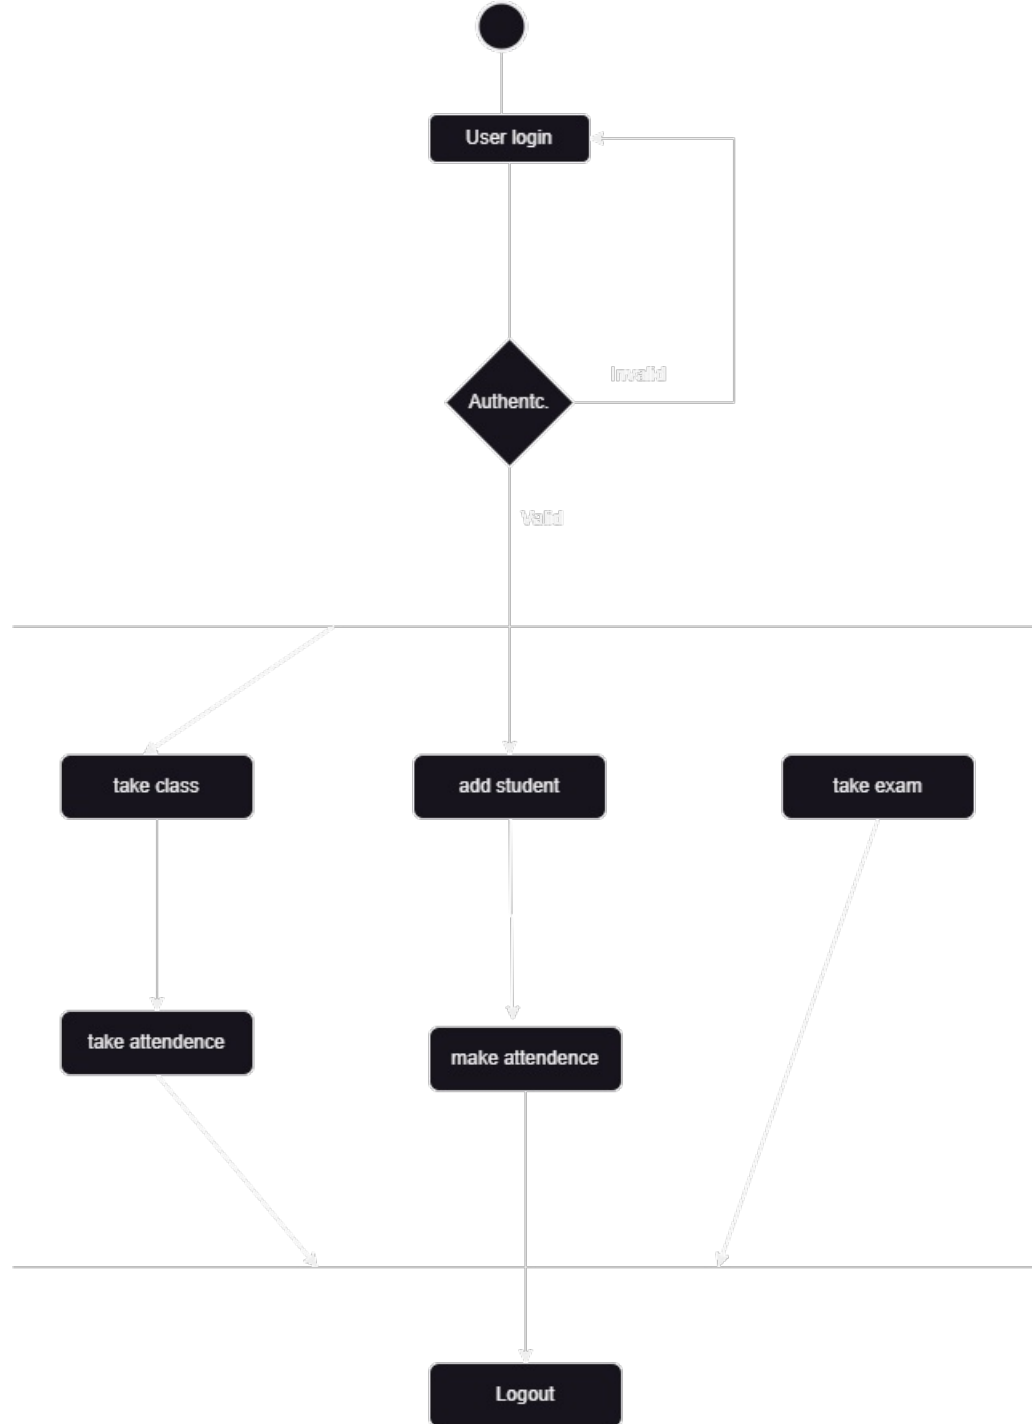 User login
Invalid
Authentc.
Valid
take class
add student
take exam
take attendence
make attendence
Logout